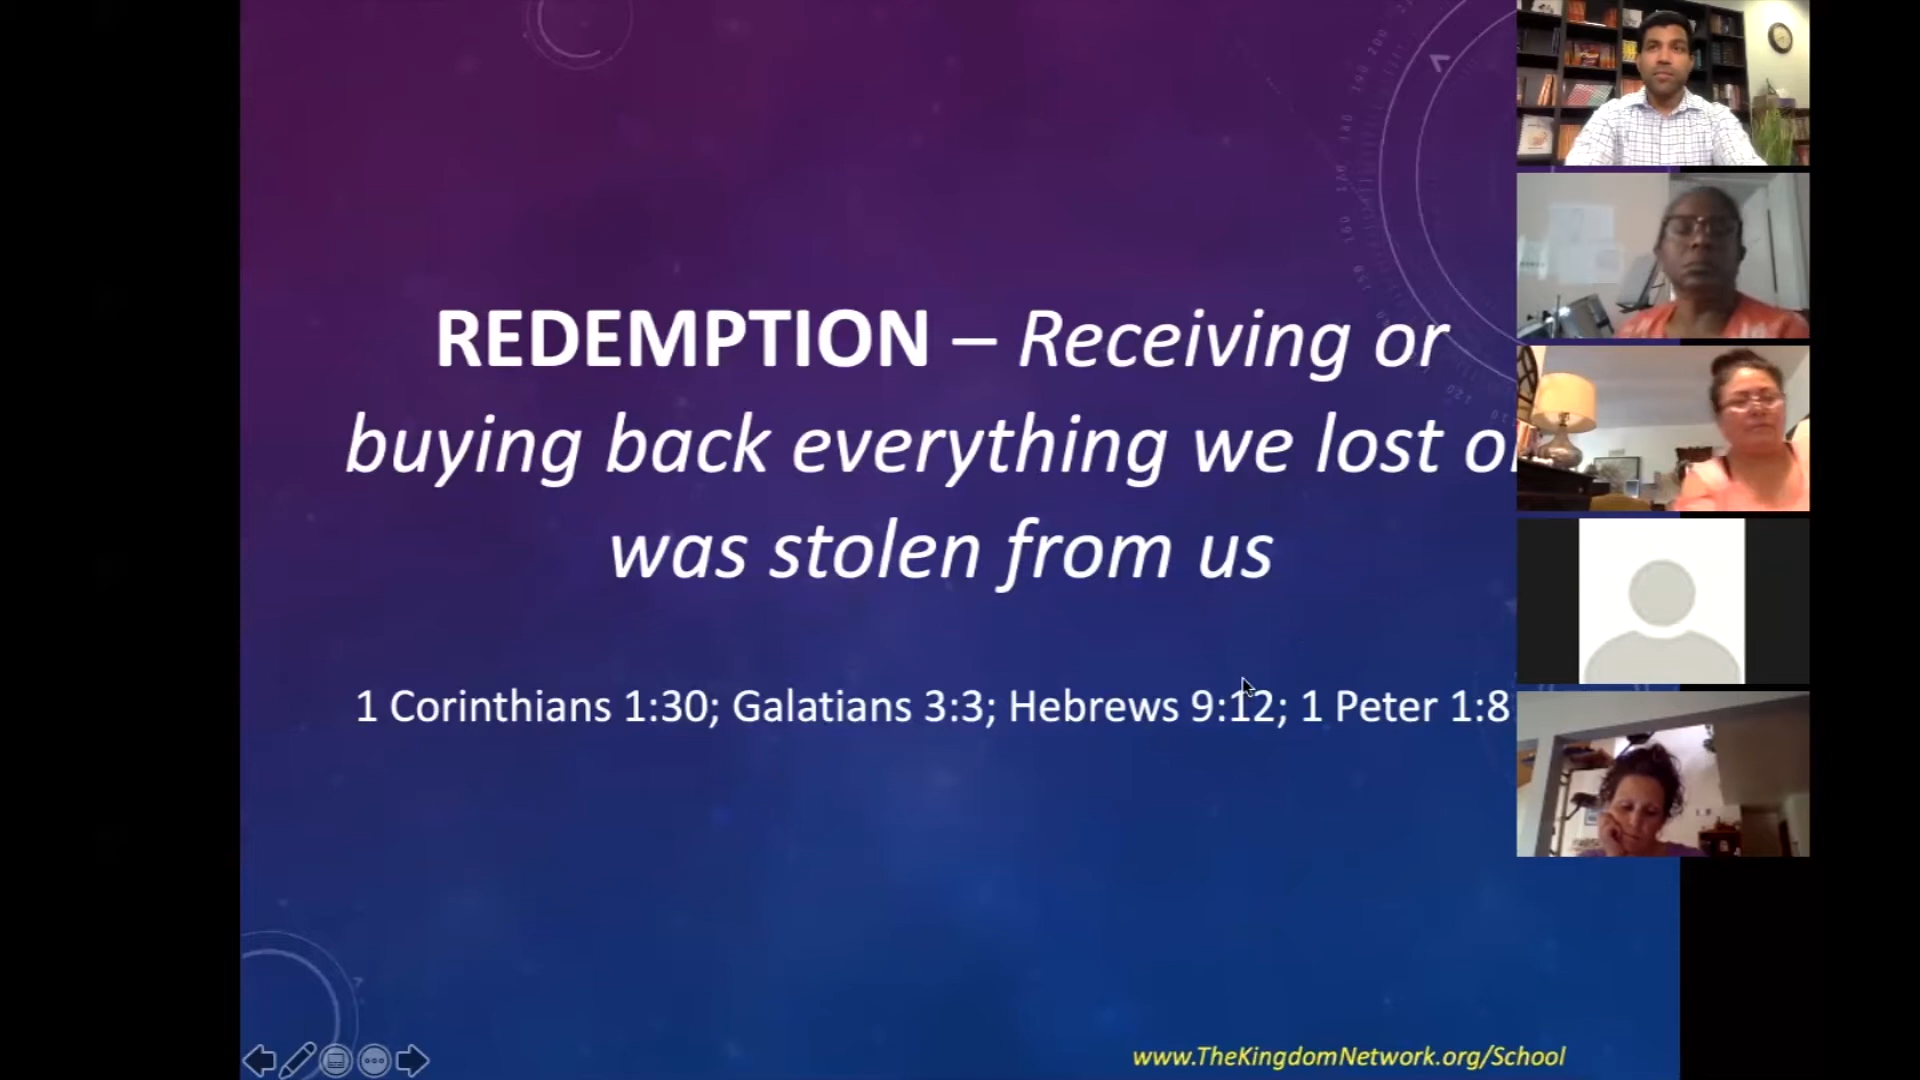 REDEMPTION – Receiving or
buying back everything we lost
was stolen from us
1 Corinthians 1:30; Galatians 3:3; Hebrews 9:12; 1 Peter 1:8
www.TheKingdomNetwork.org/School